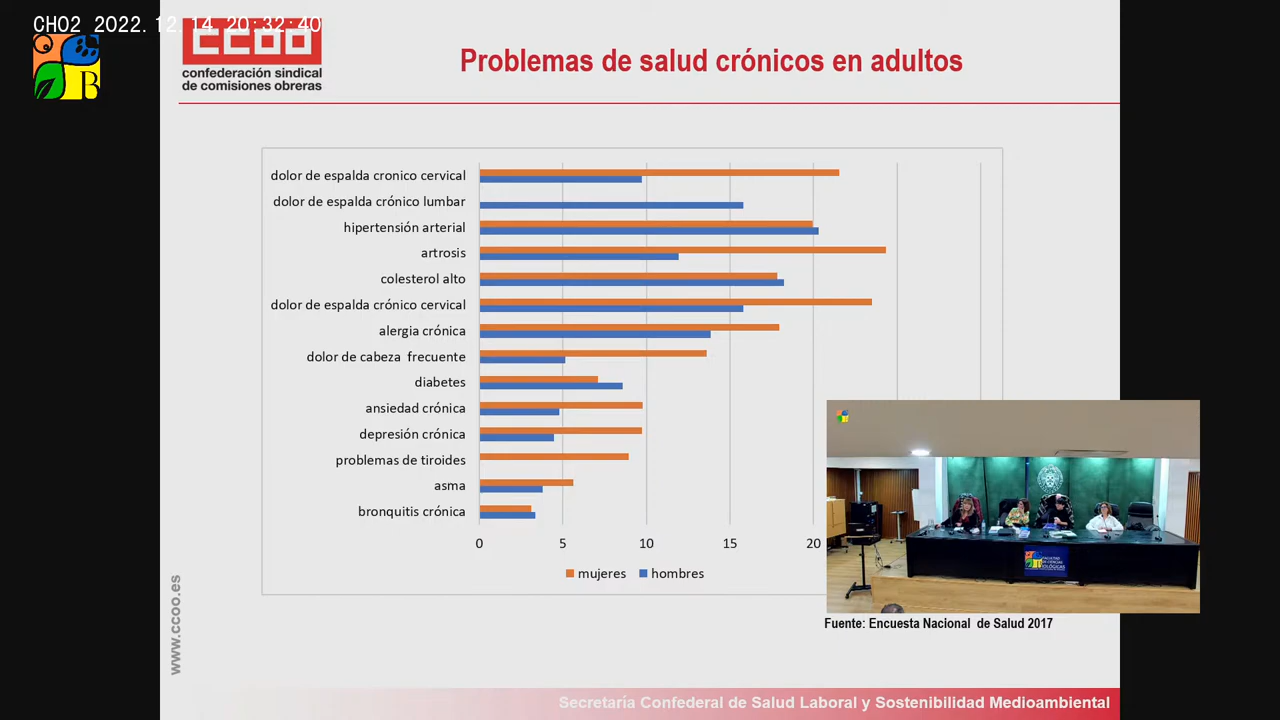 CH02 2022.12.14 20:32:40
B
ccoo
confederación sindical
de comisiones obreras
Problemas de salud crónicos en adultos
dolor de espalda cronico cervical
dolor de espalda crónico lumbar
hipertensión arterial
artrosis
colesterol alto
dolor de espalda crónico cervical
alergia crónica
dolor de cabeza frecuente
diabetes
ansiedad crónica
depresión crónica
problemas de tiroides
asma
bronquitis crónica
0 5 10 15 20
mujeres hombres
FACULTAD
DE CIENCIAS
BIOLÓGICAS
Fuente: Encuesta Nacional de Salud 2017
www.ccoo.es
Secretaría Confederal de Salud Laboral y Sostenibilidad Medioambiental